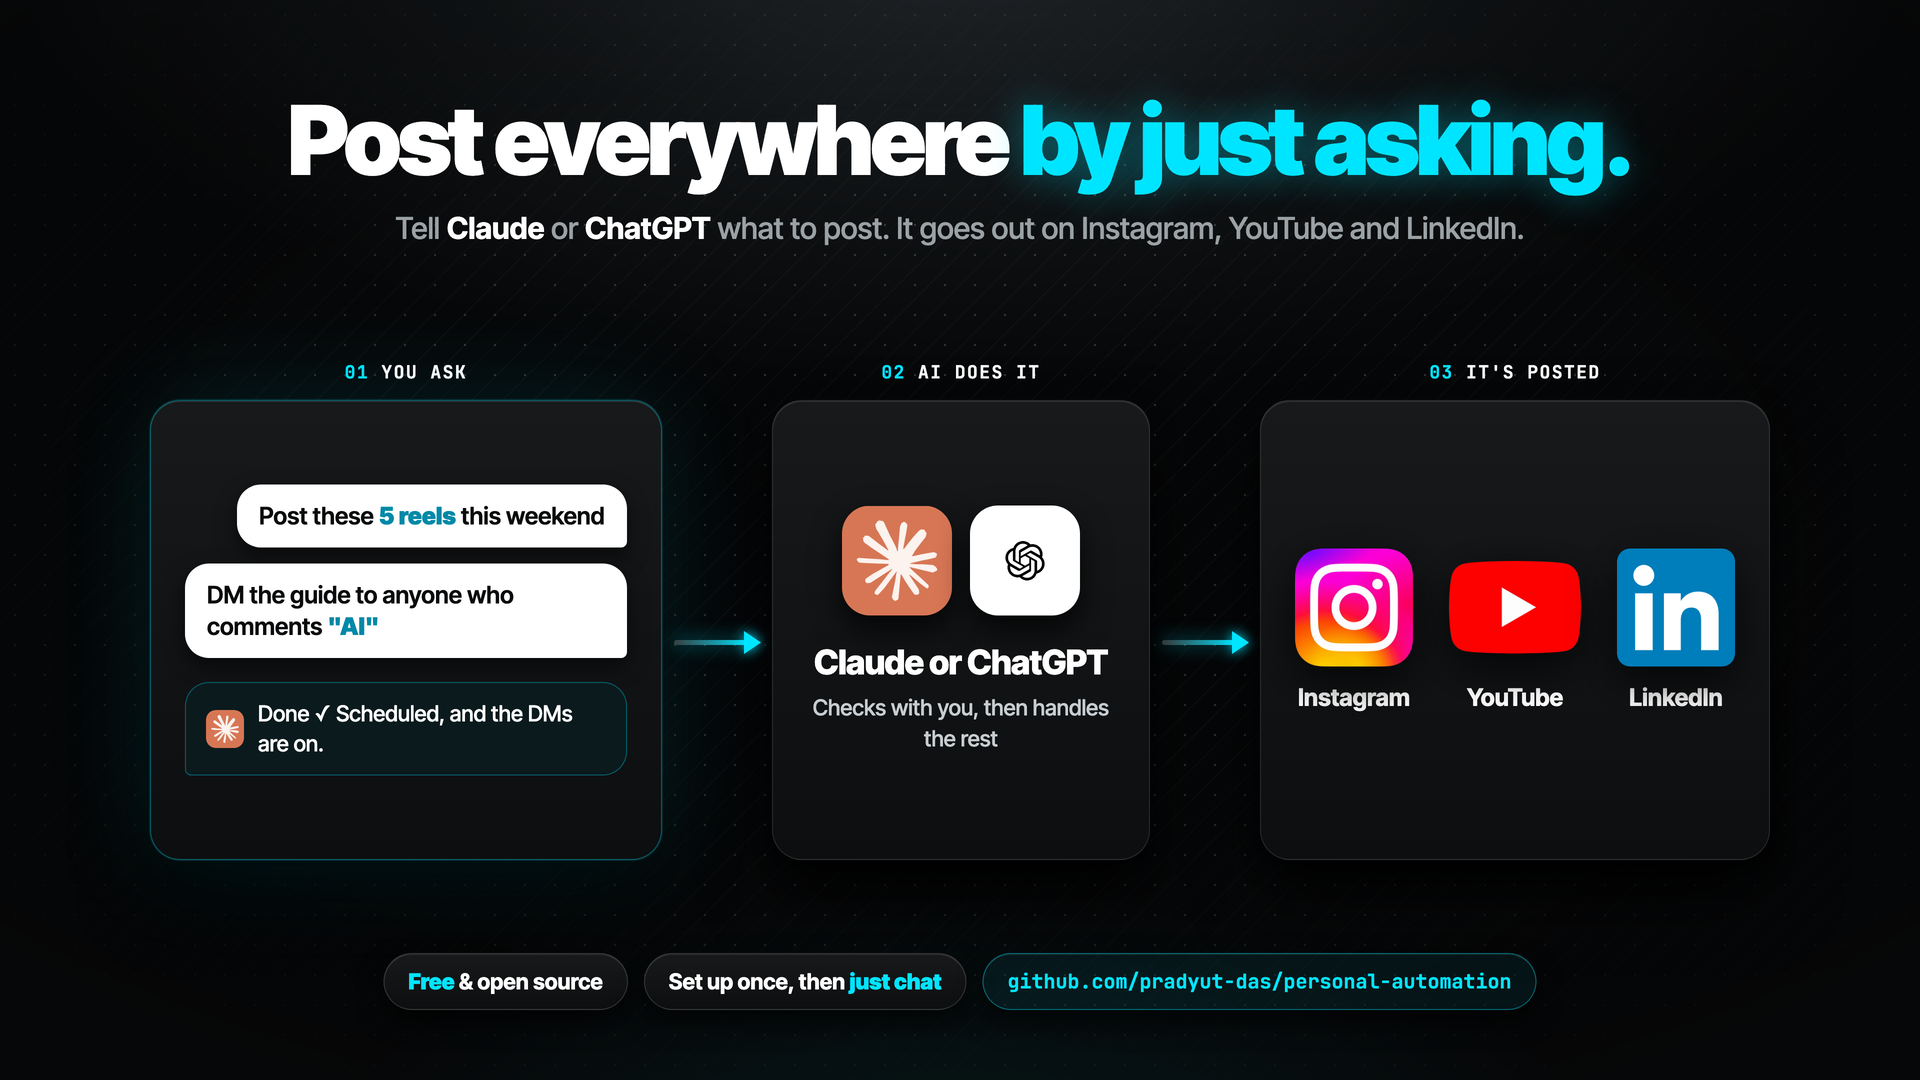 Post everywhere by just asking.
Tell Claude or ChatGPT what to post. It goes out on Instagram, YouTube and LinkedIn.
01 YOU ASK
Post these 5 reels this weekend
DM the guide to anyone who
comments "AI"
Done ✓ Scheduled, and the DMs
are on.
02 AI DOES IT
Claude or ChatGPT
Checks with you, then handles
the rest
03 IT'S POSTED
in
Instagram
YouTube
LinkedIn
Free & open source
Set up once, then just chat
github.com/pradyut-das/personal-automation